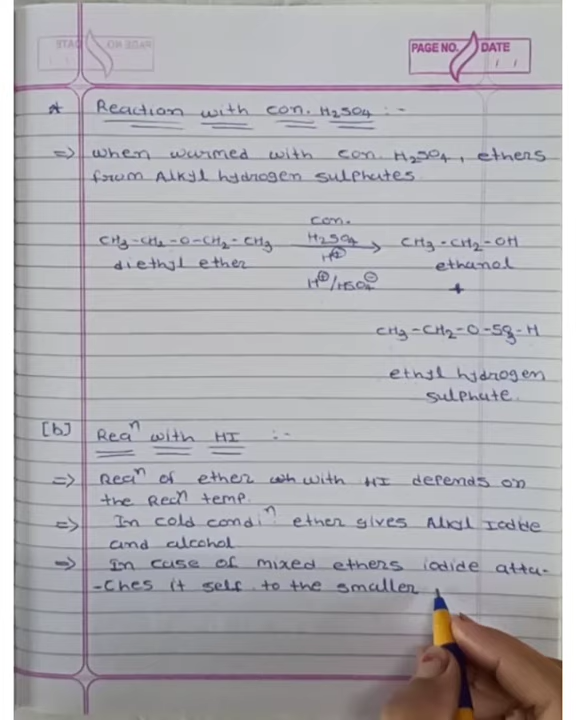 PAGE NO. DATE
* Reaction with con. H2SO4 :-
=> when warmed with con. H2SO4, ethers
from Alkyl hydrogen sulphates
CH3-CH2-O-CH2-CH3 con. H2SO4 H⊕ H⊕/HSO4⊖ → CH3-CH2-OH
diethyl ether ethanol
+
CH3-CH2-O-SO3-H
ethyl hydrogen
sulphate.
[b] Reaⁿ with HI :-
=> Reaⁿ of ether wh with HI depends on
the Reaⁿ temp.
=> In cold condiⁿ ether gives Alkyl Iodide
and alcohol
=> In case of mixed ethers iodide atta-
-ches it self to the smaller